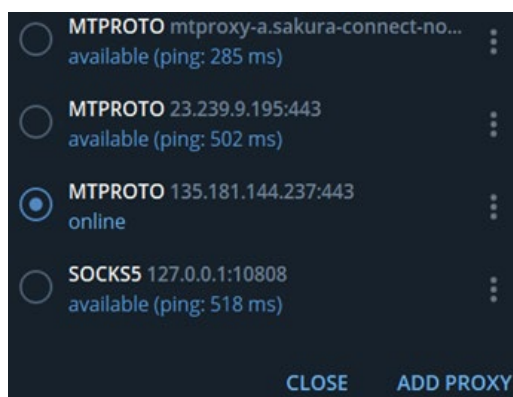 MTPROTO mtproxy-a.sakura-connect-no...
available (ping: 285 ms)
MTPROTO 23.239.9.195:443
available (ping: 502 ms)
MTPROTO 135.181.144.237:443
online
SOCKS5 127.0.0.1:10808
available (ping: 518 ms)
CLOSE ADD PROXY